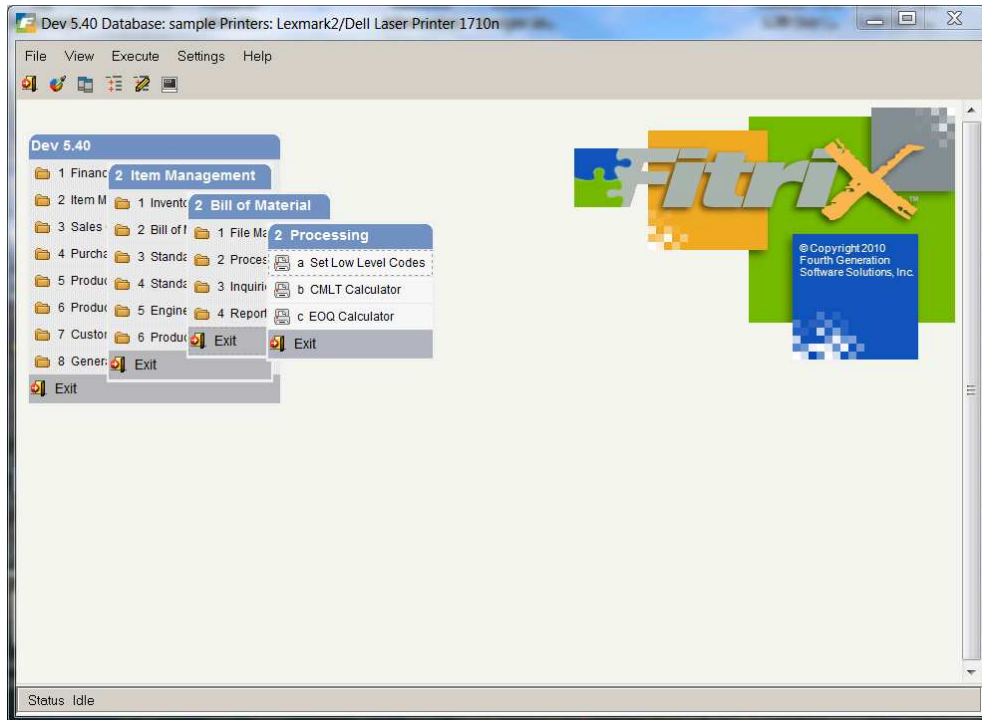 Dev 5.40 Database: sample Printers: Lexmark2/Dell Laser Printer 1710n
File View Execute Settings Help
Dev 5.40
1 Financ
2 Item M
3 Sales
4 Purcha
5 Produc
6 Produc
7 Custor
8 Genera
Exit
2 Item Management
1 Invento
2 Bill of M
3 Standa
4 Standa
5 Engine
6 Produc
Exit
2 Bill of Material
1 File Ma
2 Proces
3 Inquiri
4 Report
Exit
2 Processing
a Set Low Level Codes
b CMLT Calculator
c EOQ Calculator
Exit
Fitrix
TM
©Copyright 2010
Fourth Generation
Software Solutions, Inc.
Status Idle